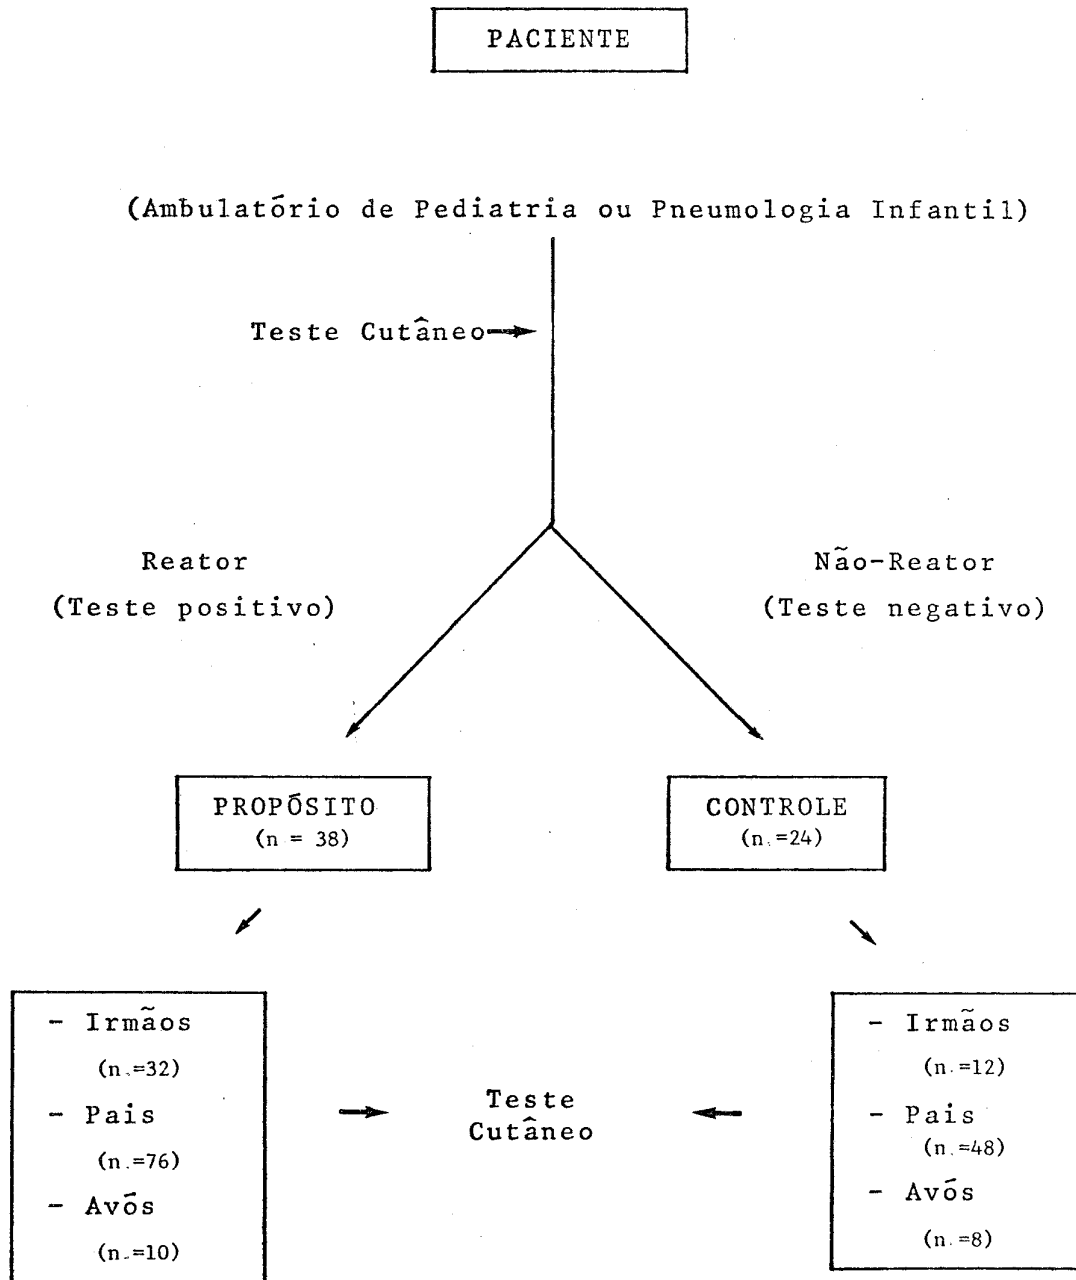 PACIENTE
(Ambulatório de Pediatria ou Pneumologia Infantil)
Teste Cutâneo
Reator
(Teste positivo)
Não-Reator
(Teste negativo)
PROPÓSITO
(n = 38)
CONTROLE
(n.=24)
- Irmãos
(n.=32)
- Pais
(n.=76)
- Avós
(n.=10)
Teste
Cutâneo
- Irmãos
(n.=12)
- Pais
(n.=48)
- Avós
(n.=8)